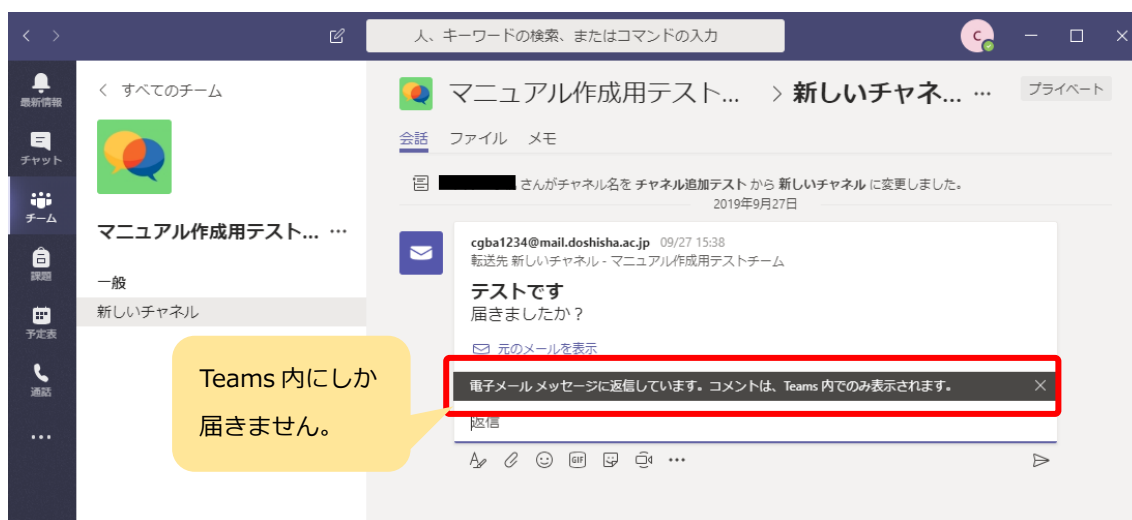 人、キーワードの検索、またはコマンドの入力
C
最新情報
チャット
チーム
課題
予定表
通話
すべてのチーム
マニュアル作成用テスト... ...
一般
新しいチャネル
マニュアル作成用テスト... > 新しいチャネ... ...
プライベート
会話 ファイル メモ
さんがチャネル名を チャネル追加テスト から 新しいチャネル に変更しました。
2019年9月27日
cgba1234@mail.doshisha.ac.jp 09/27 15:38
転送先 新しいチャネル - マニュアル作成用テストチーム
テストです
届きましたか？
元のメールを表示
電子メール メッセージに返信しています。コメントは、Teams 内でのみ表示されます。
返信
GIF
Teams 内にしか
届きません。